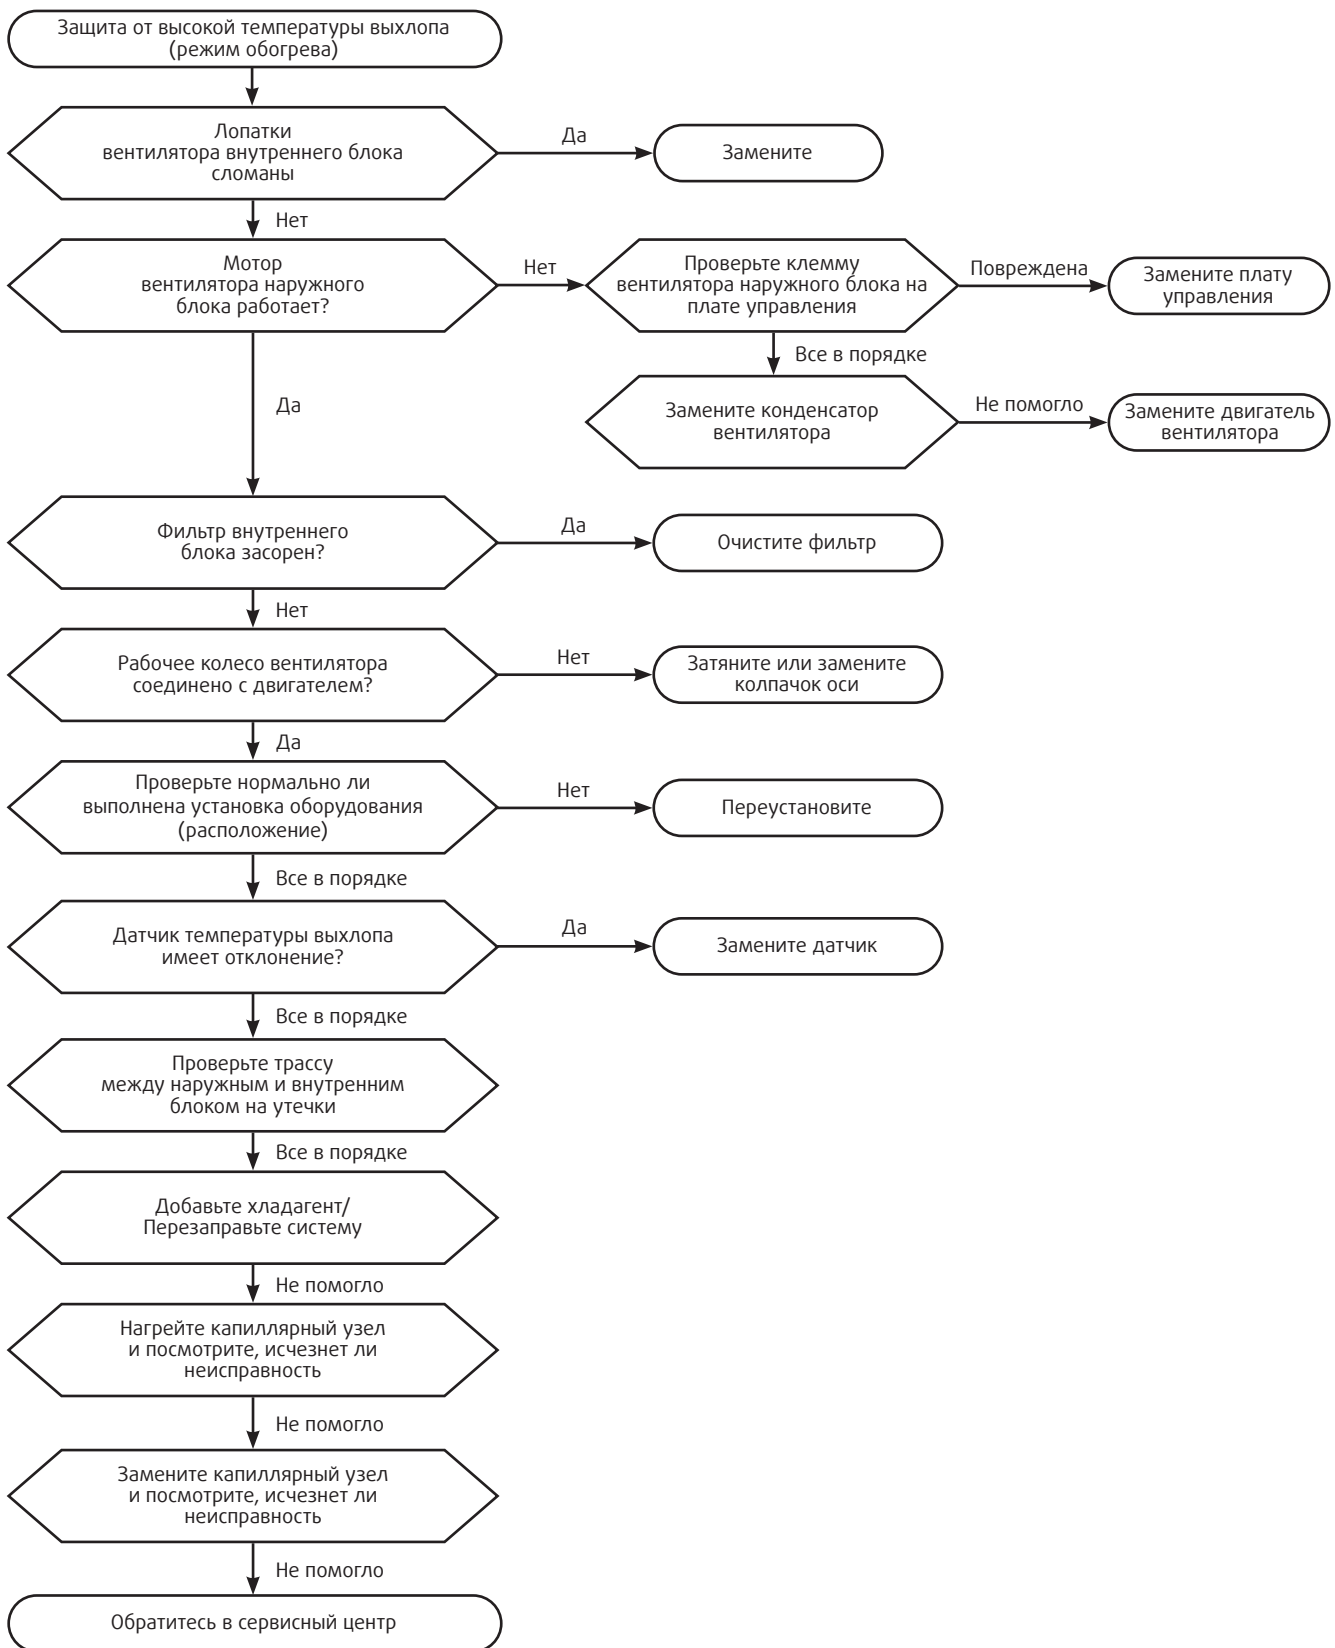 Защита от высокой температуры выхлопа
(режим обогрева)
Лопатки
вентилятора внутреннего блока
сломаны
Да
Замените
Нет
Мотор
вентилятора наружного
блока работает?
Нет
Проверьте клемму
вентилятора наружного блока на
плате управления
Повреждена
Замените плату
управления
Все в порядке
Да
Замените конденсатор
вентилятора
Не помогло
Замените двигатель
вентилятора
Фильтр внутреннего
блока засорен?
Да
Очистите фильтр
Нет
Рабочее колесо вентилятора
соединено с двигателем?
Нет
Затяните или замените
колпачок оси
Да
Проверьте нормально ли
выполнена установка оборудования
(расположение)
Нет
Переустановите
Все в порядке
Датчик температуры выхлопа
имеет отклонение?
Да
Замените датчик
Все в порядке
Проверьте трассу
между наружным и внутренним
блоком на утечки
Все в порядке
Добавьте хладагент/
Перезаправьте систему
Не помогло
Нагрейте капиллярный узел
и посмотрите, исчезнет ли
неисправность
Не помогло
Замените капиллярный узел
и посмотрите, исчезнет ли
неисправность
Не помогло
Обратитесь в сервисный центр